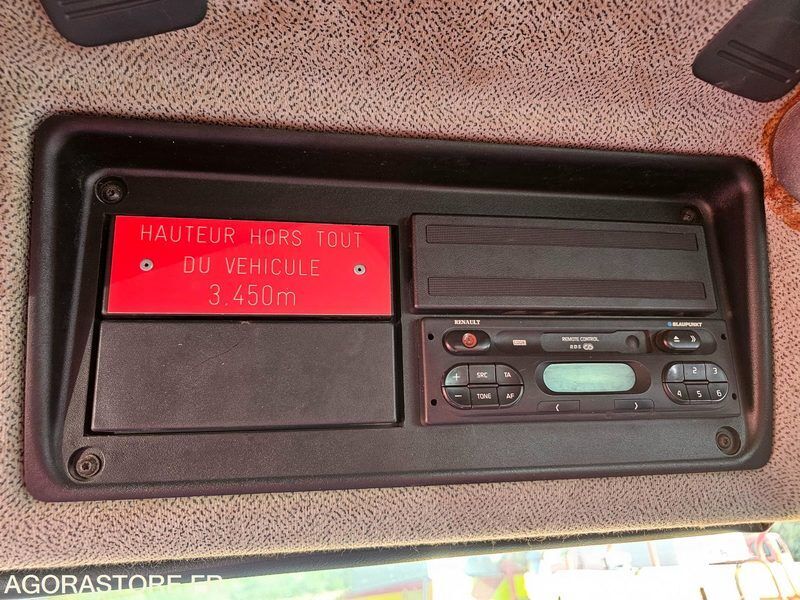 HAUTEUR HORS TOUT
DU VEHICULE
3.450m
RENAULT
BLAUPUNKT
REMOTE CONTROL
RDS
+ SRC TA
- TONE AF
2 3
4 5 6
AGORASTORE.FR